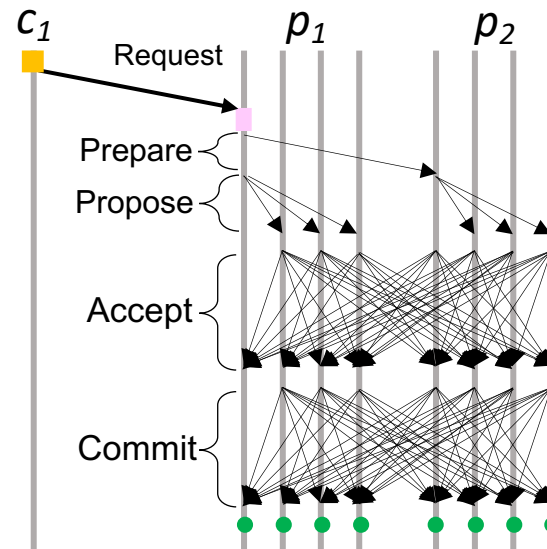 c1 p1 p2
Request
Prepare
Propose
Accept
Commit